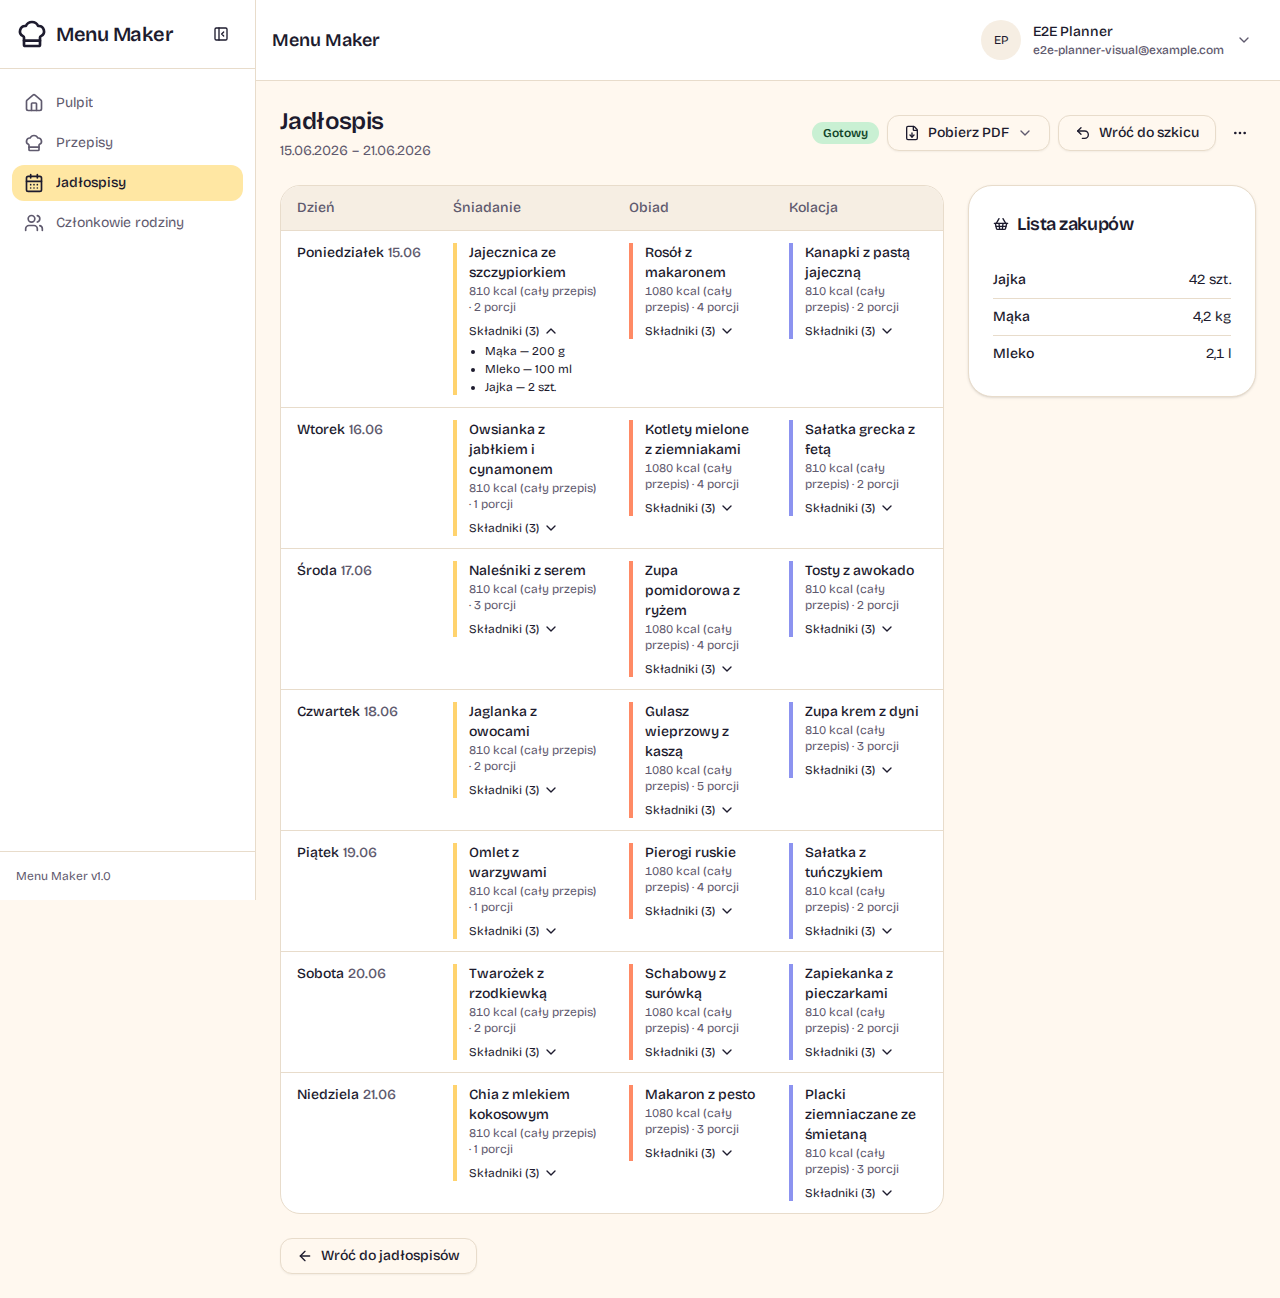 Menu Maker
Pulpit
Przepisy
Jadłospisy
Członkowie rodziny
Menu Maker v1.0
Menu Maker
EP
E2E Planner
e2e-planner-visual@example.com
Jadłospis
15.06.2026 – 21.06.2026
Gotowy
Pobierz PDF
Wróć do szkicu
Dzień
Śniadanie
Obiad
Kolacja
Poniedziałek 15.06
Jajecznica ze
szczypiorkiem
810 kcal (cały przepis)
· 2 porcji
Składniki (3)
Mąka — 200 g
Mleko — 100 ml
Jajka — 2 szt.
Rosół z
makaronem
1080 kcal (cały
przepis) · 4 porcji
Składniki (3)
Kanapki z pastą
jajeczną
810 kcal (cały
przepis) · 2 porcji
Składniki (3)
Wtorek 16.06
Owsianka z
jabłkiem i
cynamonem
810 kcal (cały przepis)
· 1 porcji
Składniki (3)
Kotlety mielone
z ziemniakami
1080 kcal (cały
przepis) · 4 porcji
Składniki (3)
Sałatka grecka z
fetą
810 kcal (cały
przepis) · 2 porcji
Składniki (3)
Środa 17.06
Naleśniki z serem
810 kcal (cały przepis)
· 3 porcji
Składniki (3)
Zupa
pomidorowa z
ryżem
1080 kcal (cały
przepis) · 4 porcji
Składniki (3)
Tosty z awokado
810 kcal (cały
przepis) · 2 porcji
Składniki (3)
Czwartek 18.06
Jaglanka z
owocami
810 kcal (cały przepis)
· 2 porcji
Składniki (3)
Gulasz
wieprzowy z
kaszą
1080 kcal (cały
przepis) · 5 porcji
Składniki (3)
Zupa krem z dyni
810 kcal (cały
przepis) · 3 porcji
Składniki (3)
Piątek 19.06
Omlet z
warzywami
810 kcal (cały przepis)
· 1 porcji
Składniki (3)
Pierogi ruskie
1080 kcal (cały
przepis) · 4 porcji
Składniki (3)
Sałatka z
tuńczykiem
810 kcal (cały
przepis) · 2 porcji
Składniki (3)
Sobota 20.06
Twarożek z
rzodkiewką
810 kcal (cały przepis)
· 2 porcji
Składniki (3)
Schabowy z
surówką
1080 kcal (cały
przepis) · 4 porcji
Składniki (3)
Zapiekanka z
pieczarkami
810 kcal (cały
przepis) · 2 porcji
Składniki (3)
Niedziela 21.06
Chia z mlekiem
kokosowym
810 kcal (cały przepis)
· 1 porcji
Składniki (3)
Makaron z pesto
1080 kcal (cały
przepis) · 3 porcji
Składniki (3)
Placki
ziemniaczane ze
śmietaną
810 kcal (cały
przepis) · 3 porcji
Składniki (3)
Lista zakupów
Jajka 42 szt.
Mąka 4,2 kg
Mleko 2,1 l
Wróć do jadłospisów